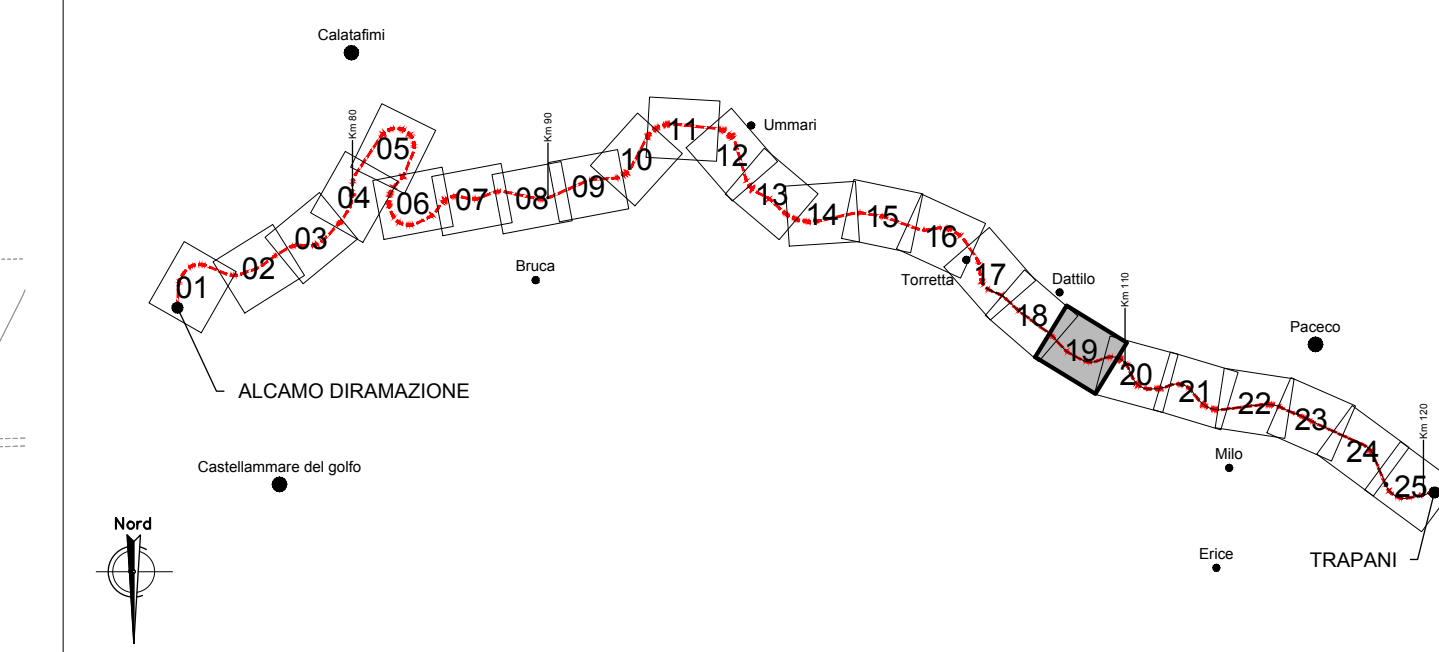 Calatafimi
Km 80
Km 90
Ummari
05
11
12
10
04
06
07
08
09
13
14
15
03
16
02
Bruca
Torretta
17
Dattilo
01
Km 110
18
Paceco
19
20
ALCAMO DIRAMAZIONE
21
22
23
Km 120
24
Milo
Castellammare del golfo
25
Nord
Erice
TRAPANI